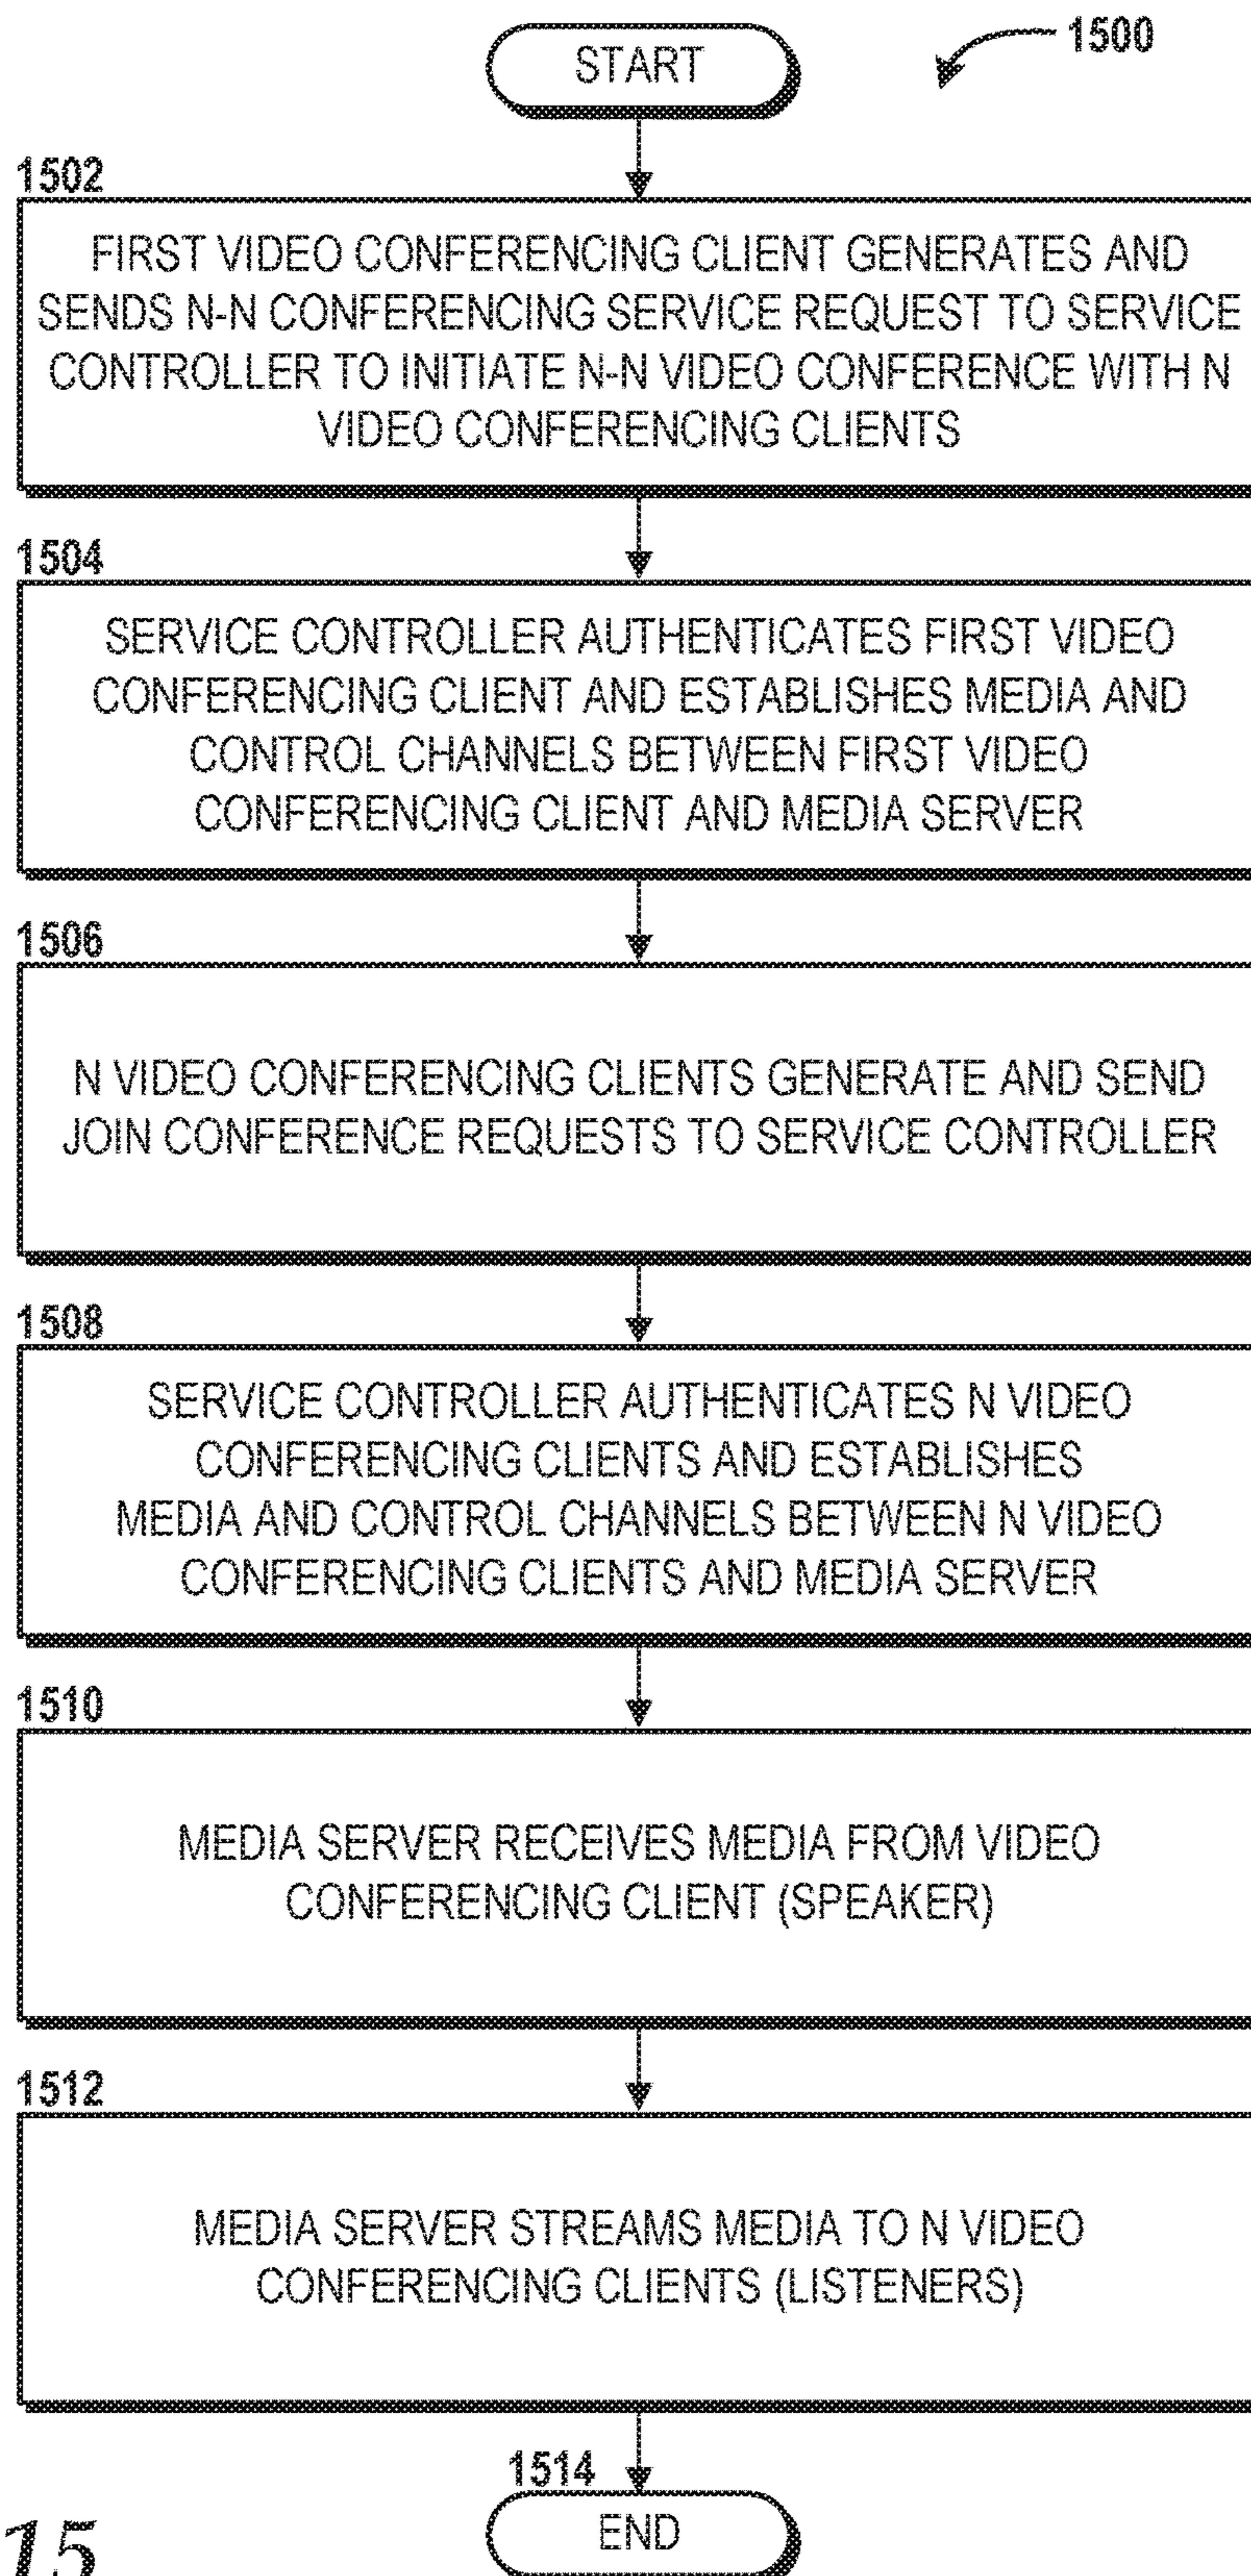 START
1500
1502
FIRST VIDEO CONFERENCING CLIENT GENERATES AND
SENDS N-N CONFERENCING SERVICE REQUEST TO SERVICE
CONTROLLER TO INITIATE N-N VIDEO CONFERENCE WITH N
VIDEO CONFERENCING CLIENTS
1504
SERVICE CONTROLLER AUTHENTICATES FIRST VIDEO
CONFERENCING CLIENT AND ESTABLISHES MEDIA AND
CONTROL CHANNELS BETWEEN FIRST VIDEO
CONFERENCING CLIENT AND MEDIA SERVER
1506
N VIDEO CONFERENCING CLIENTS GENERATE AND SEND
JOIN CONFERENCE REQUESTS TO SERVICE CONTROLLER
1508
SERVICE CONTROLLER AUTHENTICATES N VIDEO
CONFERENCING CLIENTS AND ESTABLISHES
MEDIA AND CONTROL CHANNELS BETWEEN N VIDEO
CONFERENCING CLIENTS AND MEDIA SERVER
1510
MEDIA SERVER RECEIVES MEDIA FROM VIDEO
CONFERENCING CLIENT (SPEAKER)
1512
MEDIA SERVER STREAMS MEDIA TO N VIDEO
CONFERENCING CLIENTS (LISTENERS)
1514
END
15